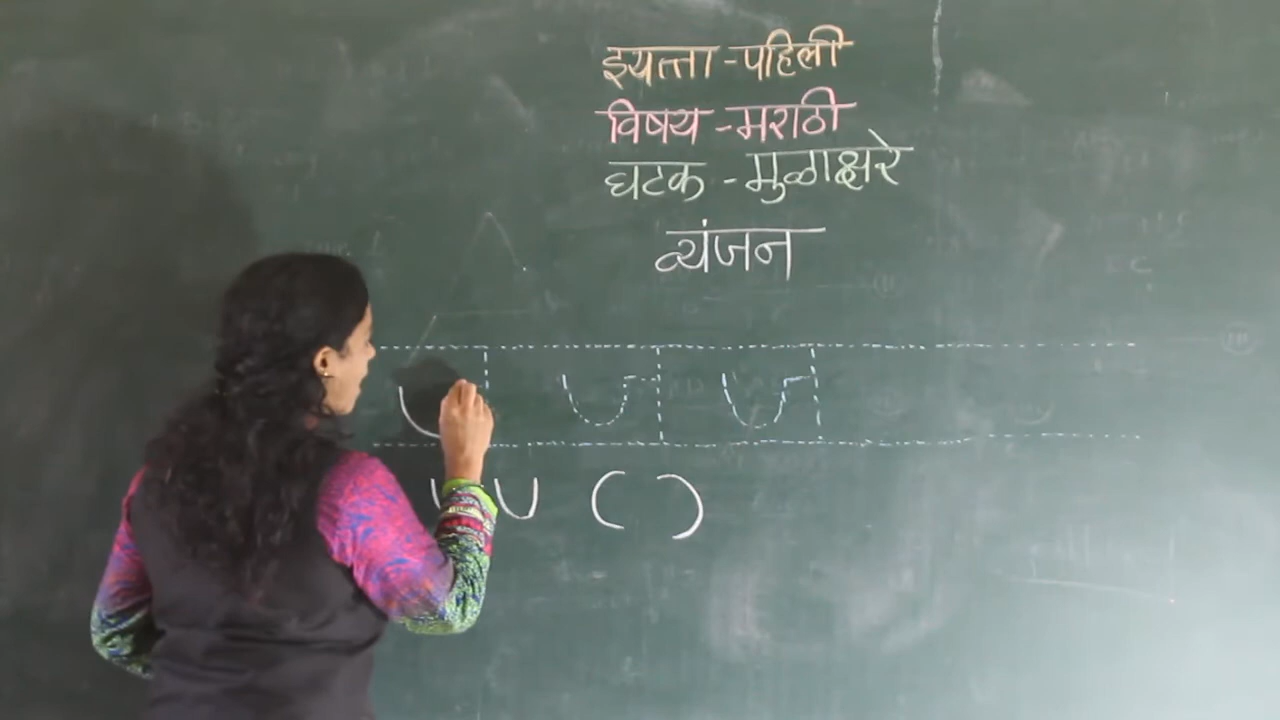 इयत्ता - पहिली
विषय - मराठी
घटक - मुळाक्षरे
व्यंजन
ज ज